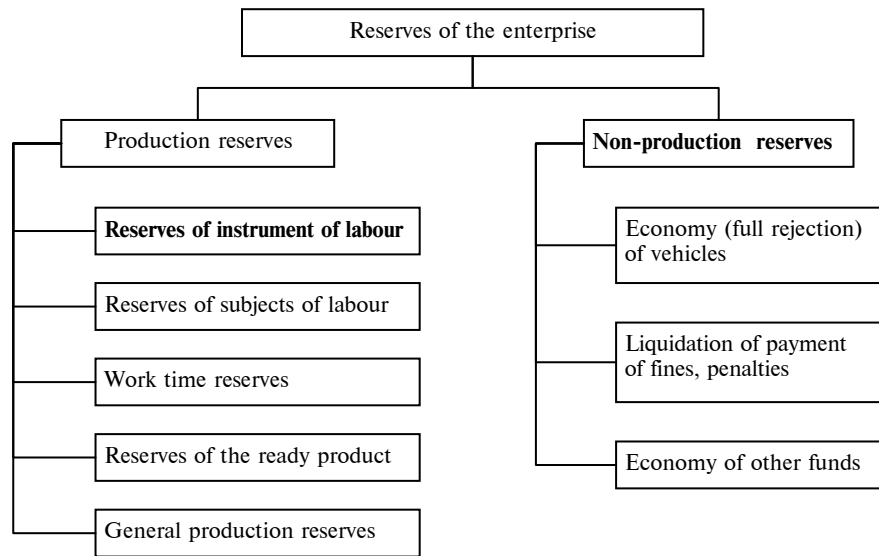 Reserves of the enterprise
Production reserves
Non-production reserves
Reserves of instrument of labour
Reserves of subjects of labour
Work time reserves
Reserves of the ready product
General production reserves
Economy (full rejection)
of vehicles
Liquidation of payment
of fines, penalties
Economy of other funds